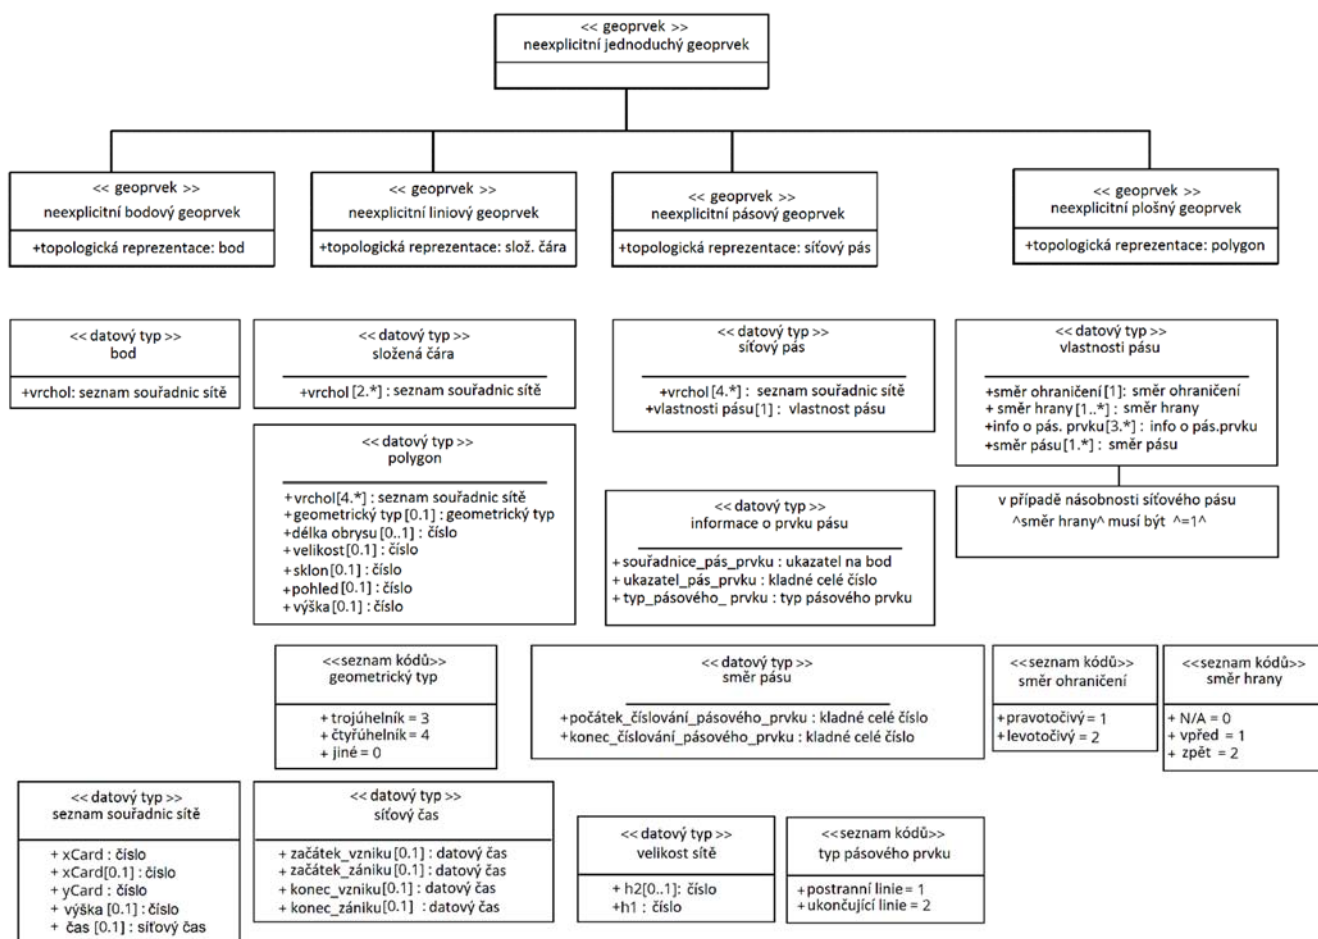 << geoprvek >>
neexplicitní jednoduchý geoprvek
<< geoprvek >>
neexplicitní bodový geoprvek
+topologická reprezentace: bod
<< geoprvek >>
neexplicitní liniový geoprvek
+topologická reprezentace: slož. čára
<< geoprvek >>
neexplicitní pásový geoprvek
+topologická reprezentace: síťový pás
<< geoprvek >>
neexplicitní plošný geoprvek
+topologická reprezentace: polygon
<< datový typ >>
bod
+vrchol: seznam souřadnic sítě
<< datový typ >>
složená čára
+vrchol [2.*] : seznam souřadnic sítě
<< datový typ >>
síťový pás
+vrchol[4.*] : seznam souřadnic sítě
+vlastnosti pásu[1] : vlastnost pásu
<< datový typ >>
vlastnosti pásu
+směr ohraničení[1]: směr ohraničení
+ směr hrany[1..*] : směr hrany
+info o pás. prvku[3.*] : info o pás.prvku
+směr pásu[1.*] : směr pásu
<< datový typ >>
polygon
+vrchol[4.*] : seznam souřadnic sítě
+geometrický typ [0.1] : geometrický typ
+délka obrysu [0..1] : číslo
+velikost[0.1] : číslo
+sklon[0.1] : číslo
+pohled[0.1] : číslo
+výška[0.1] : číslo
<< datový typ >>
informace o prvku pásu
+ souřadnice_pás_prvku : ukazatel na bod
+ ukazatel_pás_prvku : kladné celé číslo
+ typ_pásového_ prvku : typ pásového prvku
v případě násobnosti síťového pásu
^směr hrany^ musí být ^=1^
<<seznam kódů>>
geometrický typ
+ trojúhelník = 3
+ čtyřúhelník = 4
+ jiné = 0
<< datový typ >>
směr pásu
+počátek_číslování_pásového_prvku : kladné celé číslo
+konec_číslování_pásového_prvku : kladné celé číslo
<<seznam kódů>>
směr ohraničení
+pravotočivý = 1
+levotočivý = 2
<<seznam kódů>>
směr hrany
+ N/A = 0
+ vpřed = 1
+ zpět = 2
<< datový typ >>
seznam souřadnic sítě
+ xCard : číslo
+ xCard[0.1] : číslo
+ yCard : číslo
+ výška [0.1] : číslo
+ čas [0.1] : síťový čas
<< datový typ >>
síťový čas
+ začátek_vzniku[0.1] : datový čas
+ začátek_zániku[0.1] : datový čas
+ konec_vzniku[0.1] : datový čas
+ konec_zániku[0.1] : datový čas
<< datový typ >>
velikost sítě
+ h2[0..1]: číslo
+h1 : číslo
<<seznam kódů>>
typ pásového prvku
+postranní linie = 1
+ukončující linie = 2